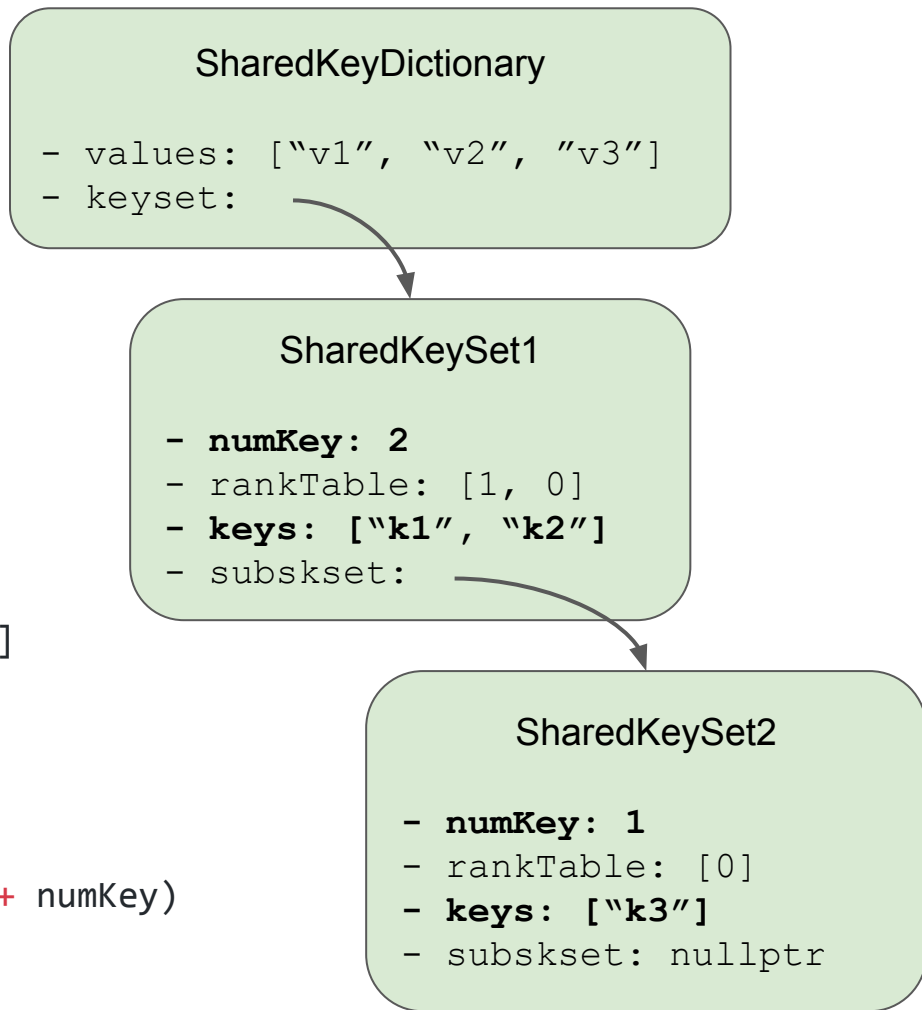 SharedKeyDictionary
- values: [“v1”, “v2”, ”v3”]
- keyset:
SharedKeySet1
- numKey: 2
- rankTable: [1, 0]
- keys: [“k1”, “k2”]
- subskset:
]
SharedKeySet2
- numKey: 1
- rankTable: [0]
+ numKey)
- keys: [“k3”]
- subskset: nullptr